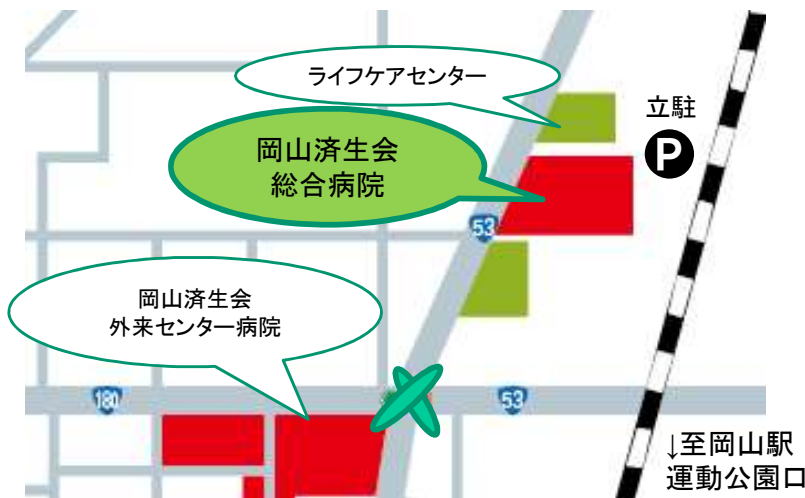 ライフケアセンター
立駐
P
岡山済生会
総合病院
53
岡山済生会
外来センター病院
180
53
↓至岡山駅
運動公園口